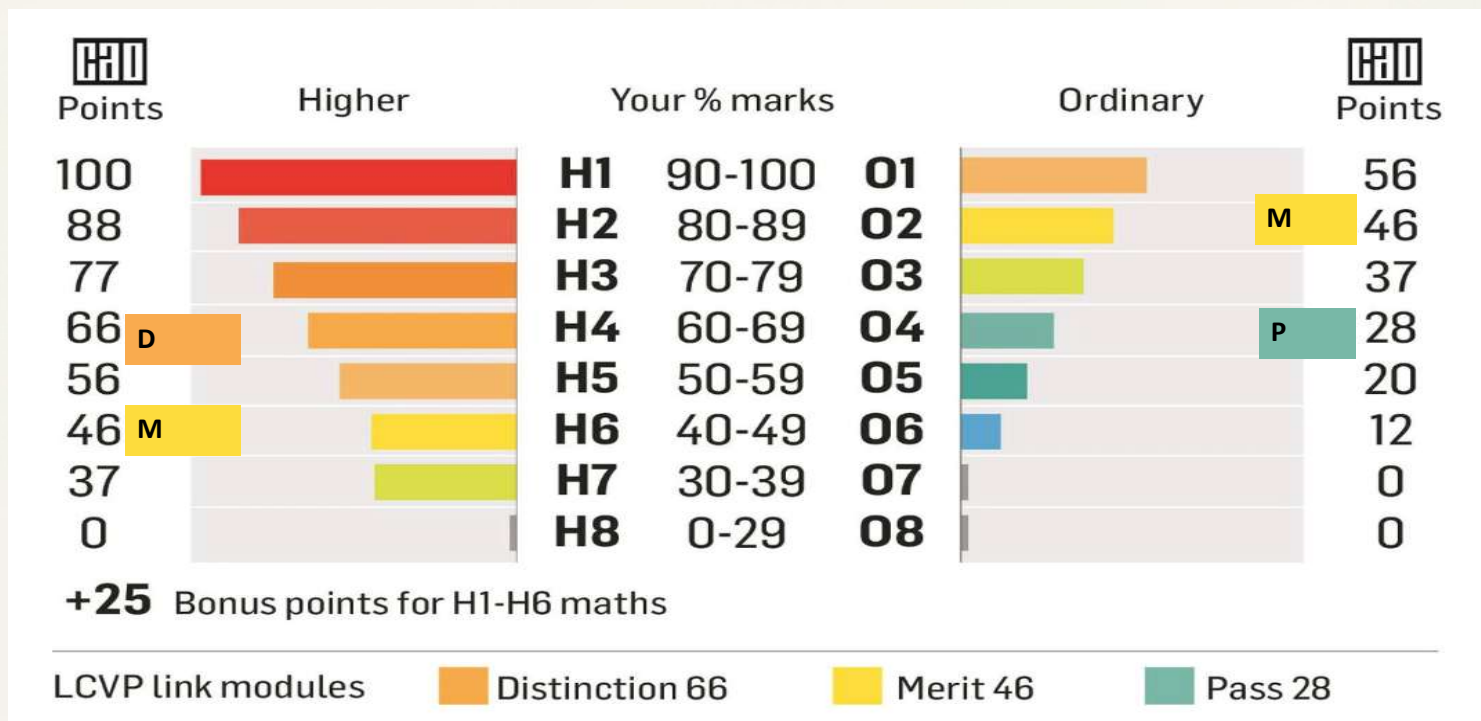 CAO CAO
Points Higher Your % marks Ordinary Points
100 H1 90-100 O1 56
88 H2 80-89 O2 M 46
77 H3 70-79 O3 37
66 D H4 60-69 O4 P 28
56 H5 50-59 O5 20
46 M H6 40-49 O6 12
37 H7 30-39 O7 0
0 H8 0-29 O8 0
+25 Bonus points for H1-H6 maths
LCVP link modules Distinction 66 Merit 46 Pass 28